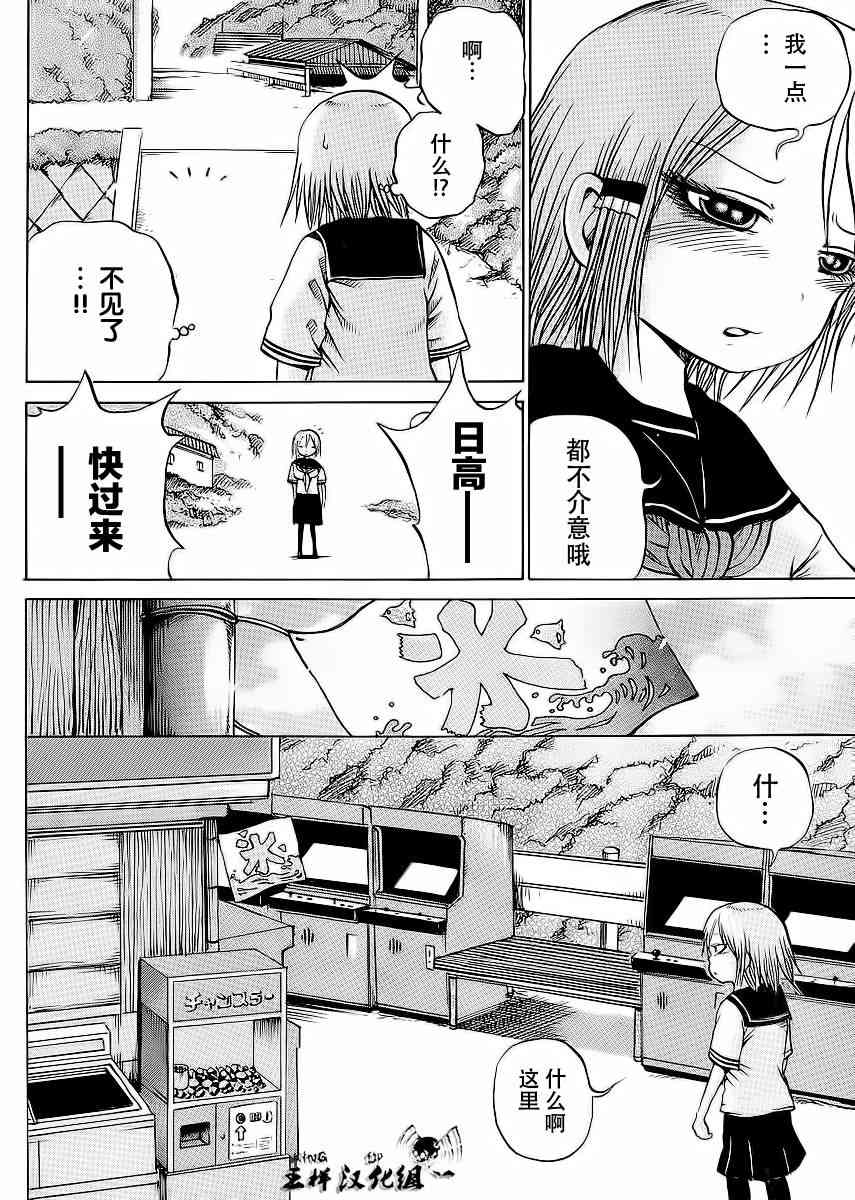 我一点
…
都不介意哦
啊…
什么!?
不见了
…!!
日高——
快过来
——
氷
什…
氷
チャンスラー
什么啊
这里
KING
王样汉化组